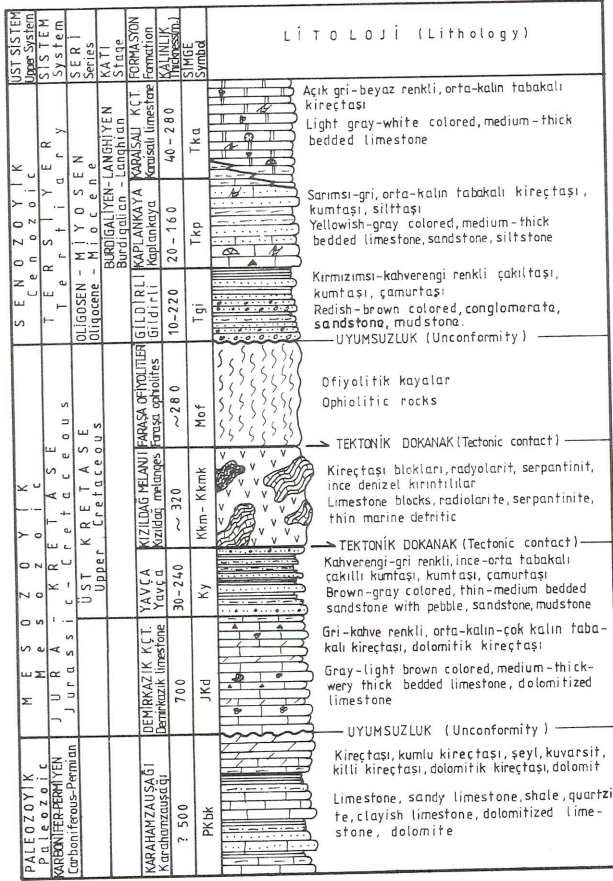 ÜST SİSTEM
Upper System
SİSTEM
System
SERİ
Series
KATI
Stage
FORMASYON
Formation
KALINLIK
Thickness(m.)
SİMGE
Symbol
LİTOLOJİ (Lithology)
SENOZOYİK
Cenozoic
TERSİYER
Tertiary
OLİGOSEN - MİYOSEN
Oligocene - Miocene
BURDİGALİYEN-LANGHİYEN
Burdigalian-Langhian
KARAİSALI KÇT.
Karaisalı limestone
40-280
Tka
Açık gri-beyaz renkli, orta-kalın tabakalı
kireçtaşı
Light gray-white colored, medium-thick
bedded limestone
KAPLANKAYA
Kaplankaya
20-160
Tkp
Sarımsı-gri, orta-kalın tabakalı kireçtaşı,
kumtaşı, silttaşı
Yellowish-gray colored, medium-thick
bedded limestone, sandstone, siltstone
GİLDİRLİ
Gildirli
10-220
Tgi
Kırmızımsı-kahverengi renkli çakıltaşı,
kumtaşı, çamurtaşı
Redish-brown colored, conglomerate,
sandstone, mudstone.
UYUMSUZLUK (Unconformity)
MESOZOYİK
Mesozoic
JURA - KRETASE
Jurassic-Cretaceous
ÜST KRETASE
Upper Cretaceous
FARAŞA OFİYOLİTLER
Faraşa ophiolites
~280
Mof
Ofiyolitik kayalar
Ophiolitic rocks
TEKTONİK DOKANAK (Tectonic contact)
KIZILDAĞ MELANJI
Kızıldağ melanges
~ 320
Kkm-Kkmk
Kireçtaşı blokları, radyolarit, serpantinit,
ince denizel kırıntılılar
Limestone blocks, radiolarite, serpantinite,
thin marine detritic
TEKTONİK DOKANAK (Tectonic contact)
YAVÇA
Yavça
30-240
Ky
Kahverengi-gri renkli, ince-orta tabakalı
çakıllı kumtaşı, kumtaşı, çamurtaşı
Brown-gray colored, thin-medium bedded
sandstone with pebble, sandstone, mudstone
DEMİRKAZIK KÇT.
Demirkazık limestone
700
JKd
Gri-kahve renkli, orta-kalın-çok kalın taba-
kalı kireçtaşı, dolomitik kireçtaşı
Gray-light brown colored, medium-thick-
wery thick bedded limestone, dolomitized
limestone
UYUMSUZLUK (Unconformity)
PALEOZOYİK
Paleozoic
KARBONİFER-PERMİYEN
Carboniferous-Permian
KARAHAMZAUŞAĞI
Karahamzauşağı
? 500
PKbk
Kireçtaşı, kumlu kireçtaşı, şeyl, kuvarsit,
killi kireçtaşı, dolomitik kireçtaşı, dolomit
Limestone, sandy limestone, shale, quartzi
te, clayish limestone, dolomitized lime-
stone, dolomite